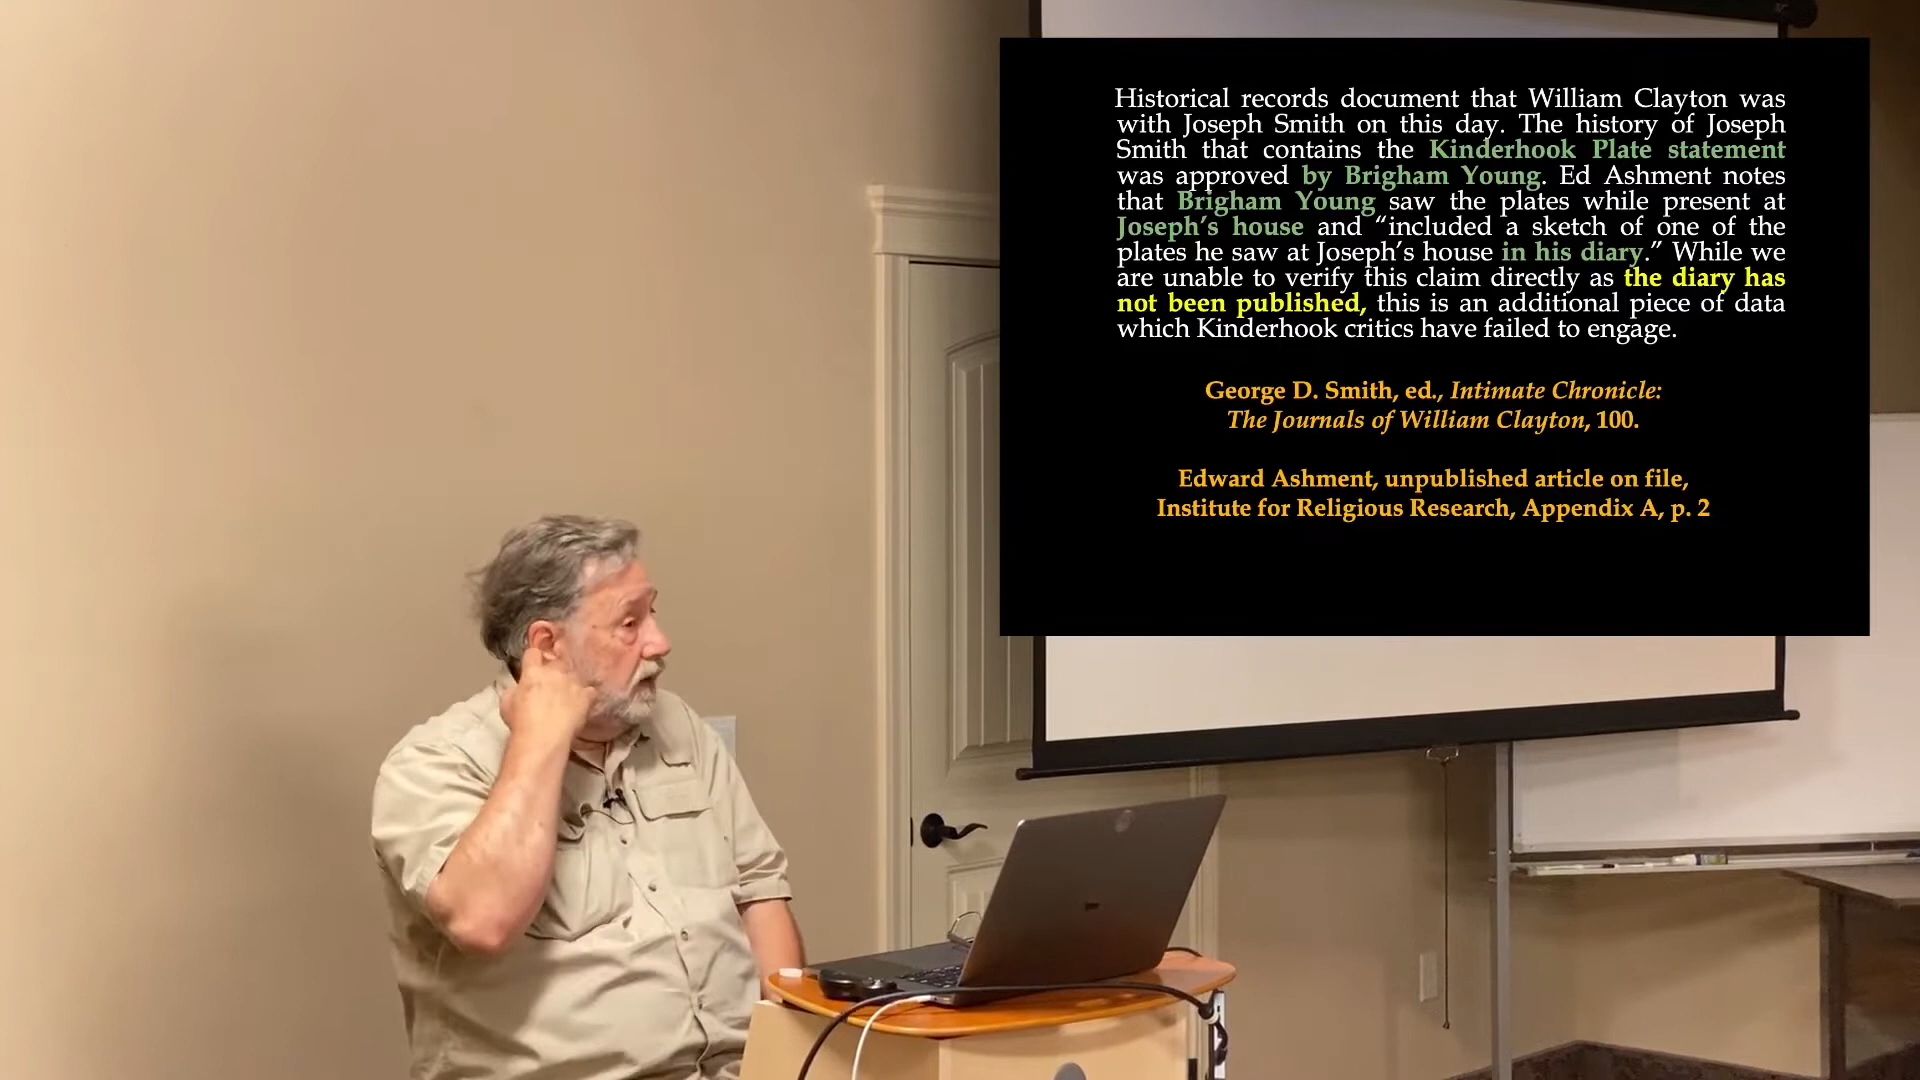 Historical records document that William Clayton was
with Joseph Smith on this day. The history of Joseph
Smith that contains the Kinderhook Plate statement
was approved by Brigham Young. Ed Ashment notes
that Brigham Young saw the plates while present at
Joseph’s house and “included a sketch of one of the
plates he saw at Joseph’s house in his diary.” While we
are unable to verify this claim directly as the diary has
not been published, this is an additional piece of data
which Kinderhook critics have failed to engage.
George D. Smith, ed., Intimate Chronicle:
The Journals of William Clayton, 100.
Edward Ashment, unpublished article on file,
Institute for Religious Research, Appendix A, p. 2